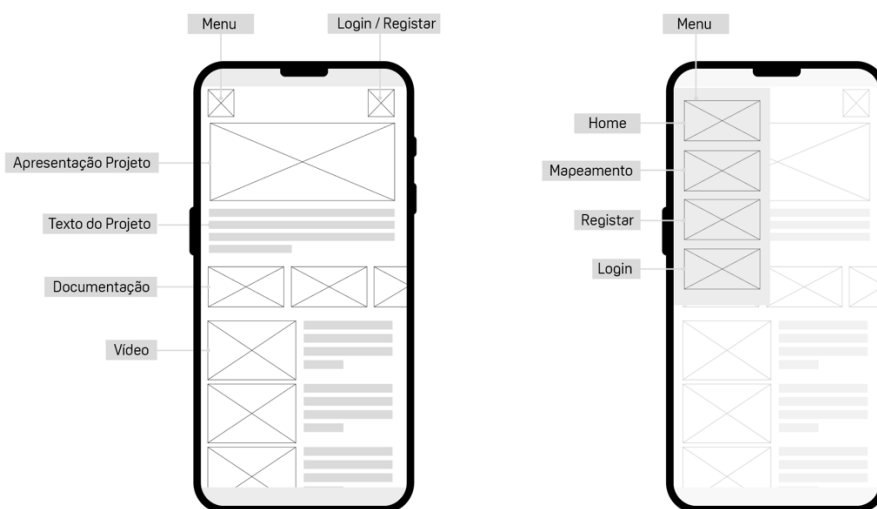 Menu
Login / Registar
Apresentação Projeto
Texto do Projeto
Documentação
Vídeo
Menu
Home
Mapeamento
Registar
Login